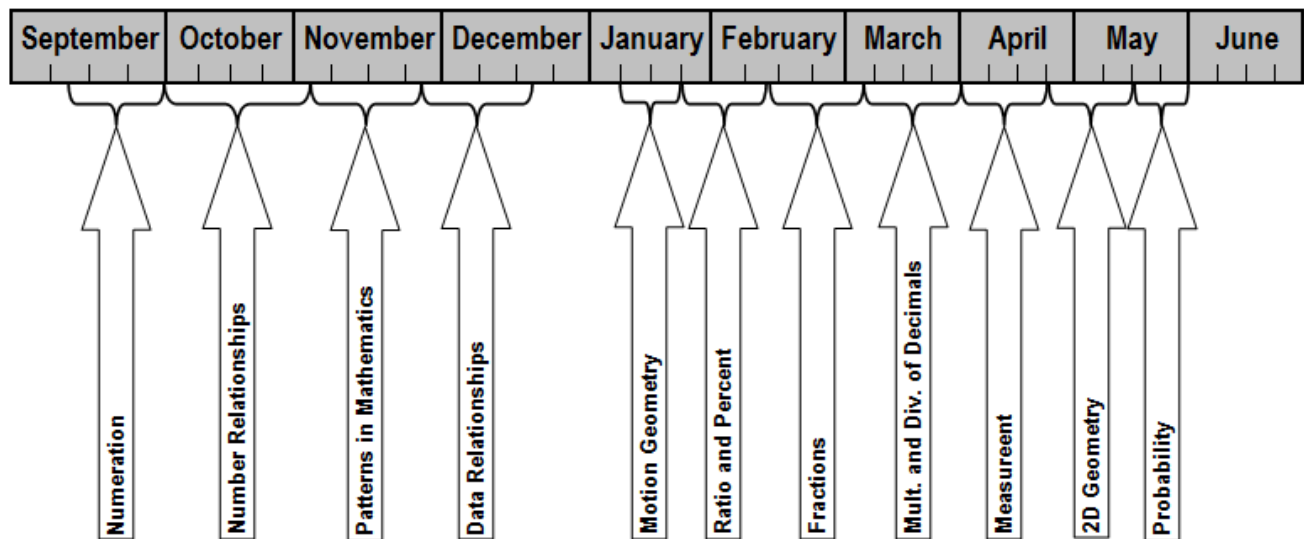 September
October
November
December
January
February
March
April
May
June
Numeration
Number Relationships
Patterns in Mathematics
Data Relationships
Motion Geometry
Ratio and Percent
Fractions
Mult. and Div. of Decimals
Measureent
2D Geometry
Probability